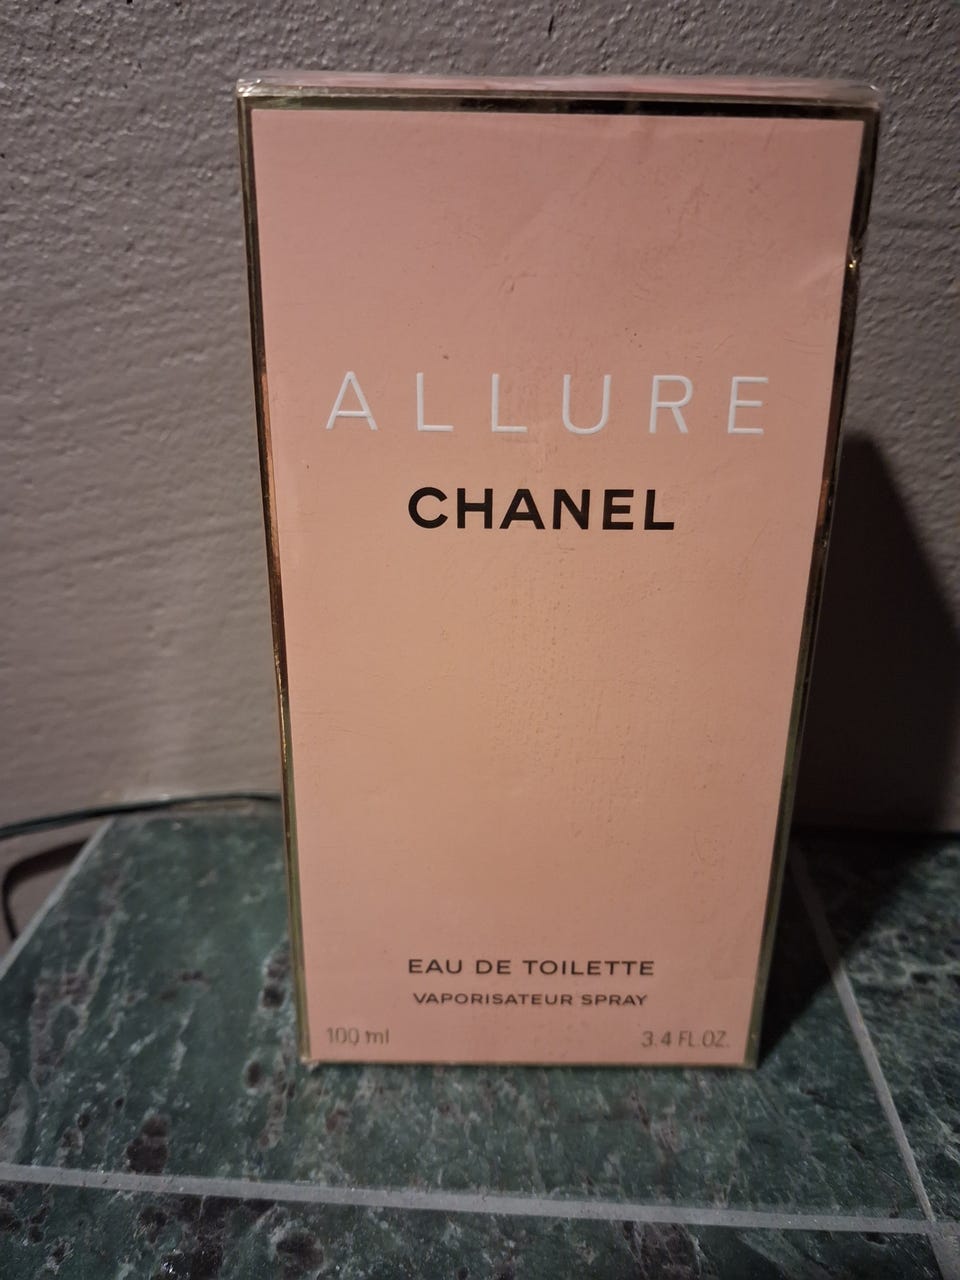 ALLURE
CHANEL
EAU DE TOILETTE
VAPORISATEUR SPRAY
100 ml 3.4 FL.OZ.